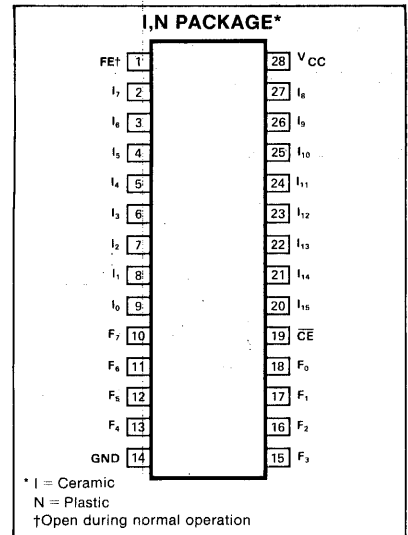 I,N PACKAGE*
FE† 1 28 VCC
I7 2 27 I8
I6 3 26 I9
I5 4 25 I10
I4 5 24 I11
I3 6 23 I12
I2 7 22 I13
I1 8 21 I14
I0 9 20 I15
F7 10 19 C̅E̅
F6 11 18 F0
F5 12 17 F1
F4 13 16 F2
GND 14 15 F3
* I = Ceramic
N = Plastic
†Open during normal operation